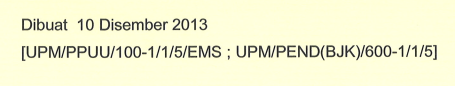 Dibuat  10 Disember 2013
[UPM/PPUU/100-1/1/5/EMS ; UPM/PEND(BJK)/600-1/1/5]